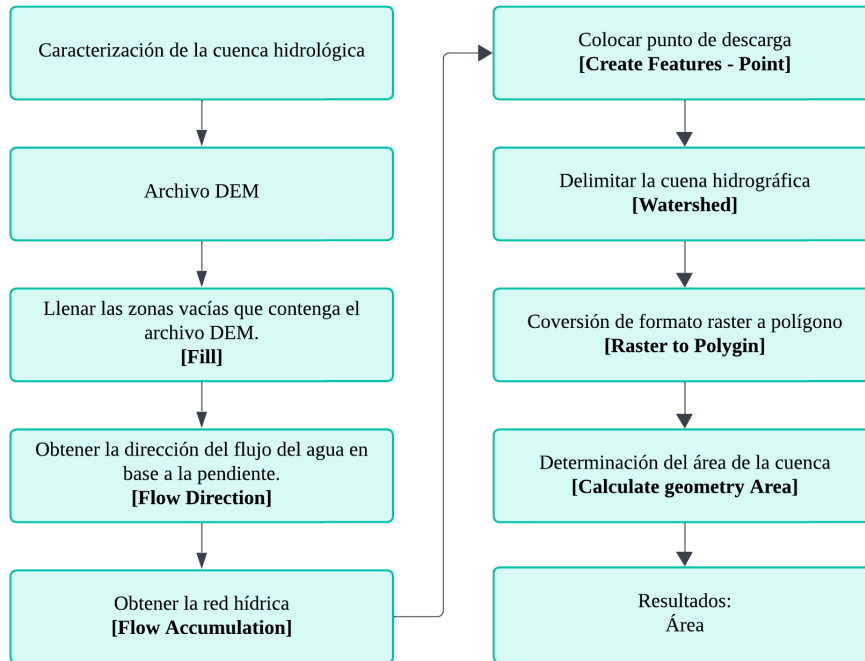 Caracterización de la cuenca hidrológica
Archivo DEM
Llenar las zonas vacías que contenga el
archivo DEM.
[Fill]
Obtener la dirección del flujo del agua en
base a la pendiente.
[Flow Direction]
Obtener la red hídrica
[Flow Accumulation]
Colocar punto de descarga
[Create Features - Point]
Delimitar la cuena hidrográfica
[Watershed]
Coversión de formato raster a polígono
[Raster to Polygin]
Determinación del área de la cuenca
[Calculate geometry Area]
Resultados:
Área